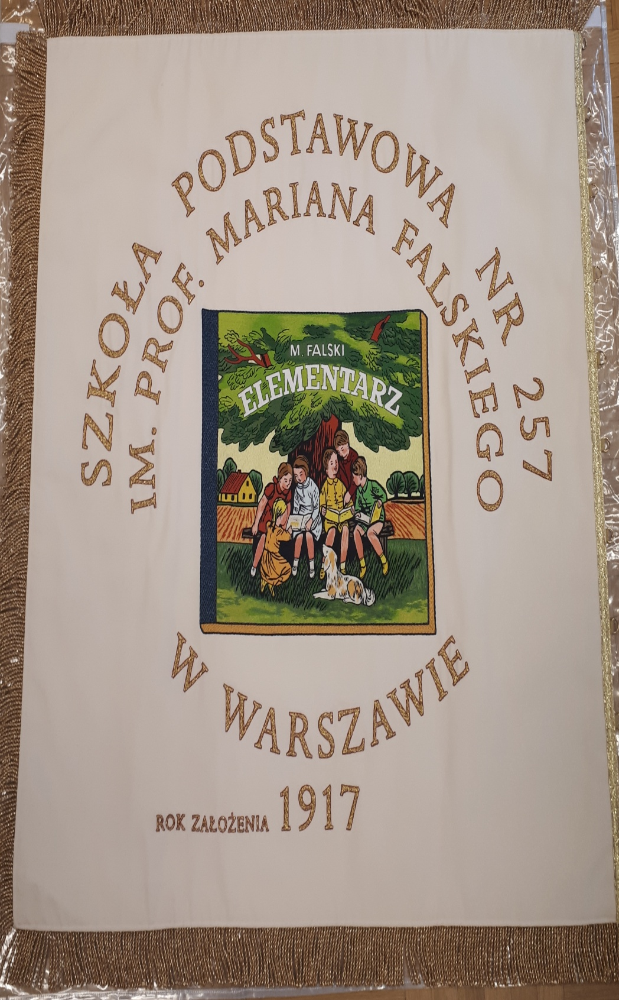 SZKOŁA PODSTAWOWA NR 257
IM. PROF. MARIANA FALSKIEGO
M. FALSKI
ELEMENTARZ
W WARSZAWIE
ROK ZAŁOŻENIA 1917